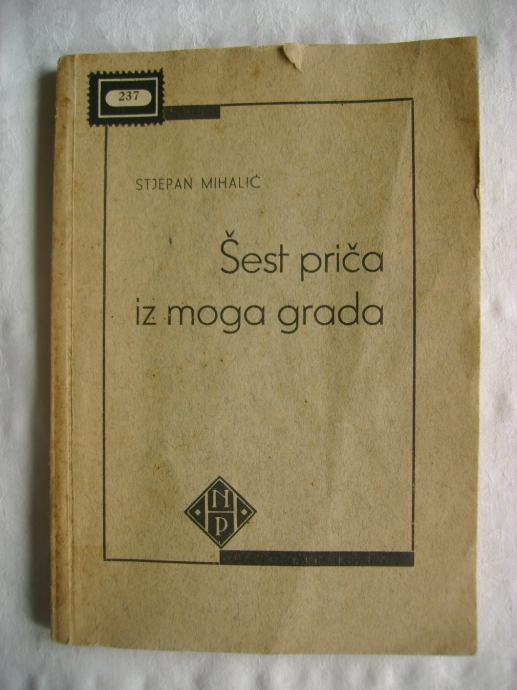 237
STJEPAN MIHALIĆ
Šest priča
iz moga grada
N
P